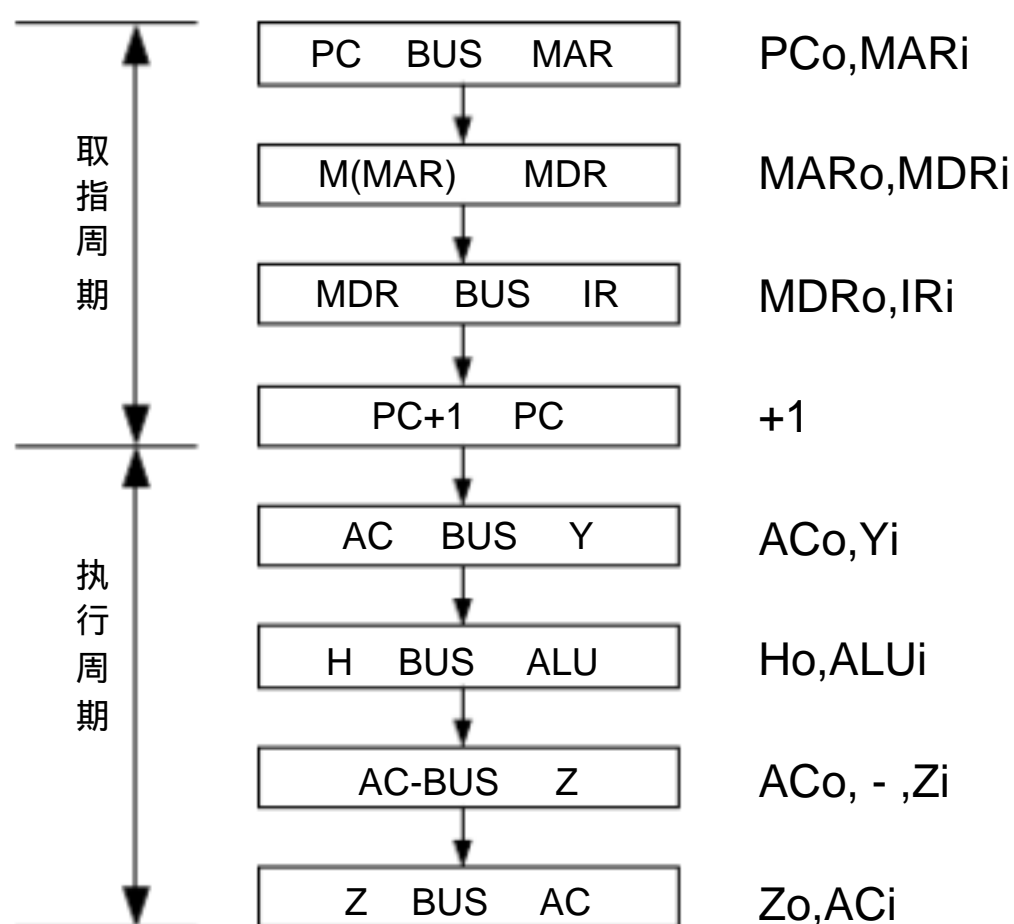 PC BUS MAR PCo,MARi
M(MAR) MDR MARo,MDRi
MDR BUS IR MDRo,IRi
PC+1 PC +1
取指周期
AC BUS Y ACo,Yi
H BUS ALU Ho,ALUi
AC-BUS Z ACo, - ,Zi
Z BUS AC Zo,ACi
执行周期